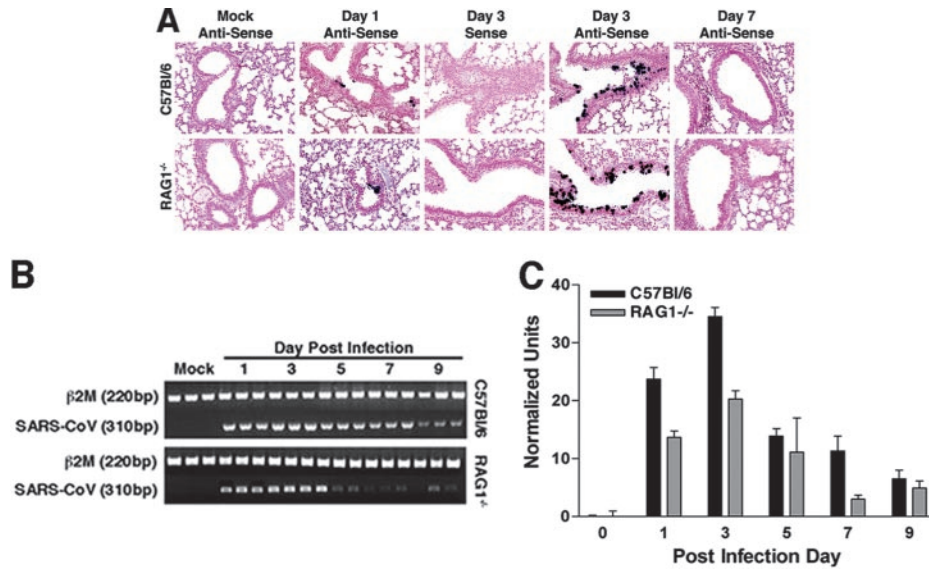 A
Mock Anti-Sense
Day 1 Anti-Sense
Day 3 Sense
Day 3 Anti-Sense
Day 7 Anti-Sense
C57Bl/6
RAG1-/-
B
Day Post Infection
Mock 1 3 5 7 9
β2M (220bp)
SARS-CoV (310bp)
C57Bl/6
β2M (220bp)
SARS-CoV (310bp)
RAG1-/-
C
40
30
20
10
0
Normalized Units
C57Bl/6
RAG1-/-
0 1 3 5 7 9
Post Infection Day